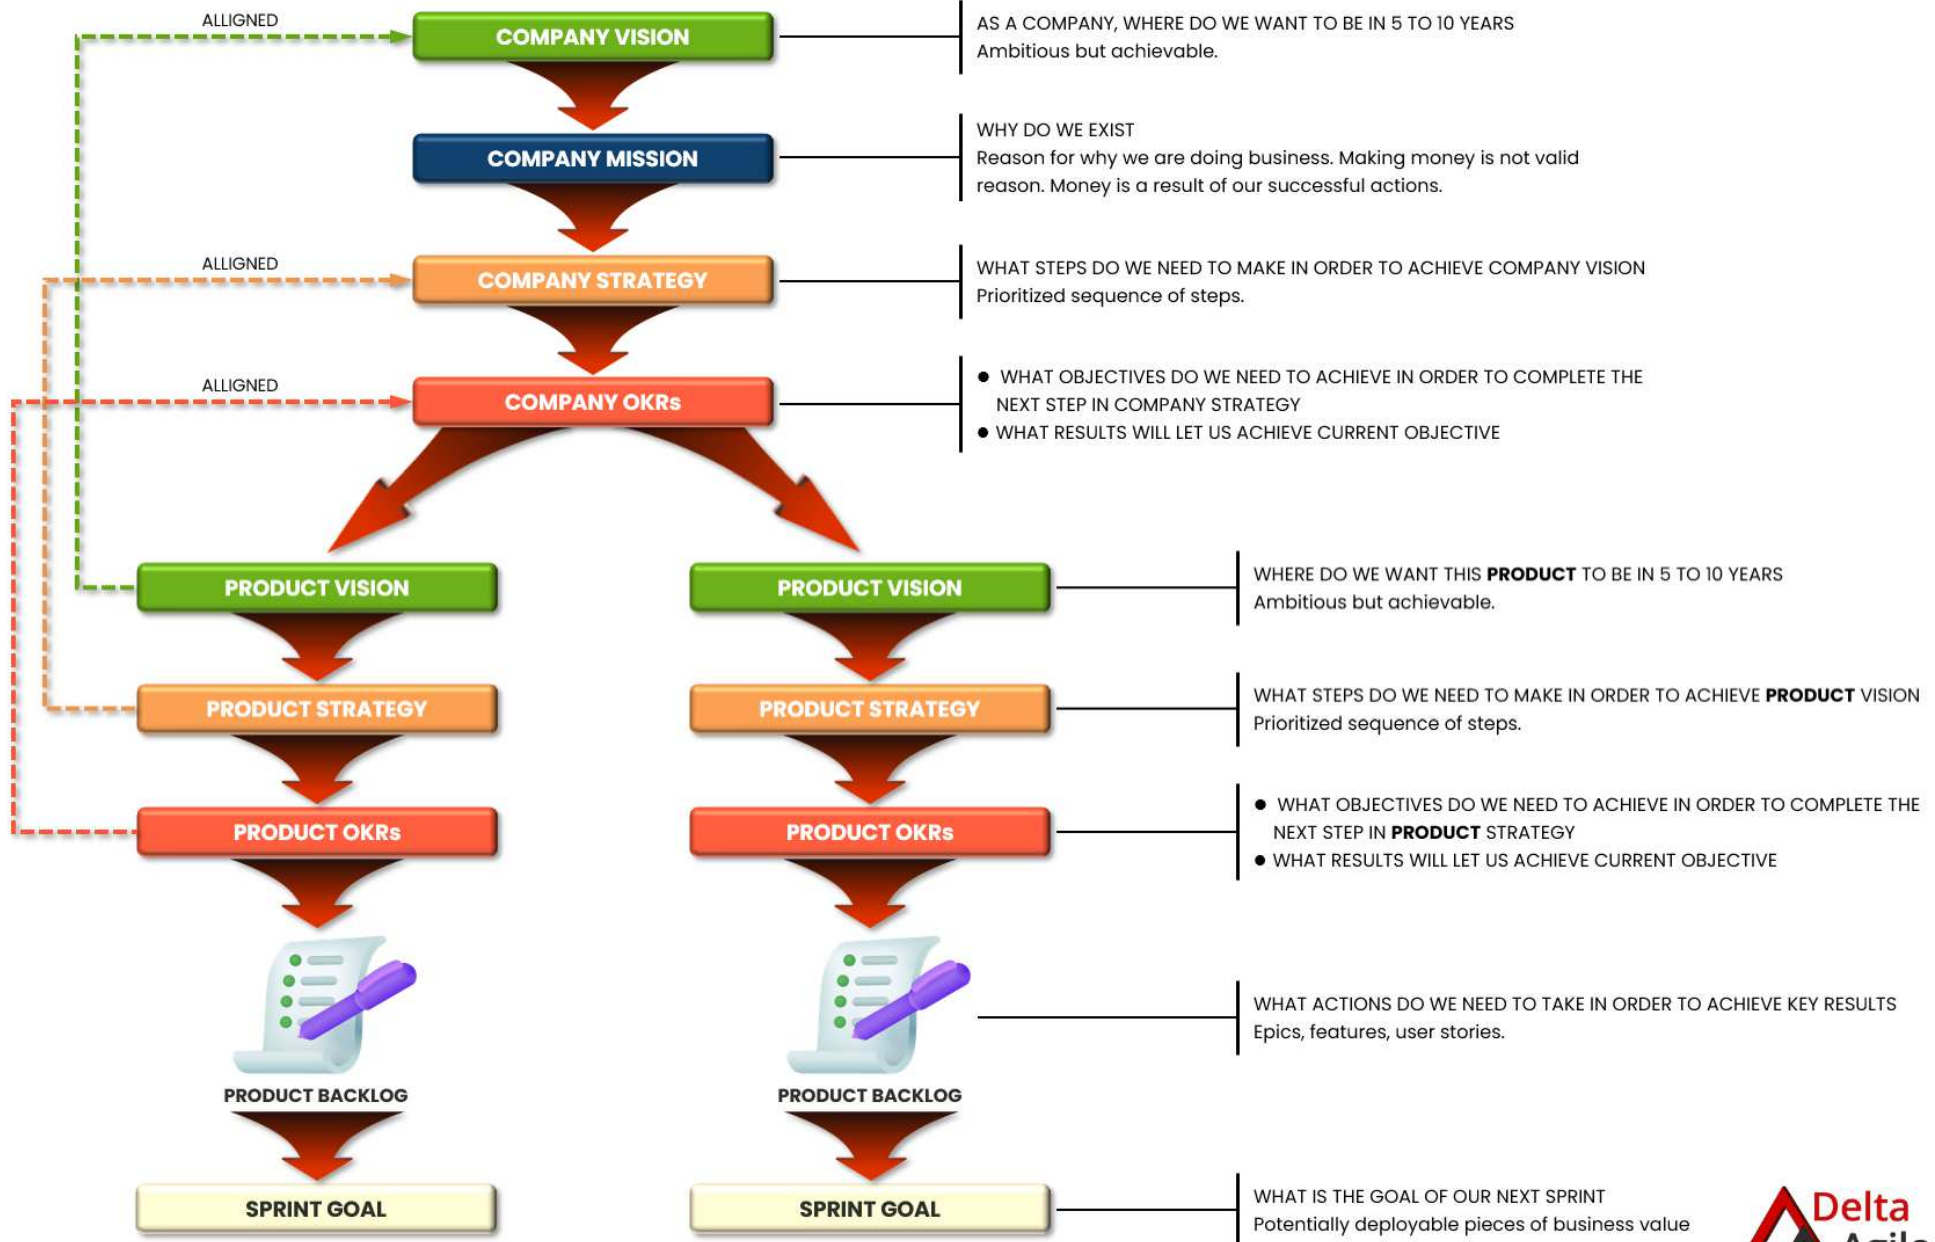 ALLIGNED
COMPANY VISION
AS A COMPANY, WHERE DO WE WANT TO BE IN 5 TO 10 YEARS
Ambitious but achievable.
COMPANY MISSION
WHY DO WE EXIST
Reason for why we are doing business. Making money is not valid
reason. Money is a result of our successful actions.
ALLIGNED
COMPANY STRATEGY
WHAT STEPS DO WE NEED TO MAKE IN ORDER TO ACHIEVE COMPANY VISION
Prioritized sequence of steps.
ALLIGNED
COMPANY OKRs
● WHAT OBJECTIVES DO WE NEED TO ACHIEVE IN ORDER TO COMPLETE THE
NEXT STEP IN COMPANY STRATEGY
● WHAT RESULTS WILL LET US ACHIEVE CURRENT OBJECTIVE
PRODUCT VISION
PRODUCT VISION
WHERE DO WE WANT THIS PRODUCT TO BE IN 5 TO 10 YEARS
Ambitious but achievable.
PRODUCT STRATEGY
PRODUCT STRATEGY
WHAT STEPS DO WE NEED TO MAKE IN ORDER TO ACHIEVE PRODUCT VISION
Prioritized sequence of steps.
PRODUCT OKRs
PRODUCT OKRs
● WHAT OBJECTIVES DO WE NEED TO ACHIEVE IN ORDER TO COMPLETE THE
NEXT STEP IN PRODUCT STRATEGY
● WHAT RESULTS WILL LET US ACHIEVE CURRENT OBJECTIVE
WHAT ACTIONS DO WE NEED TO TAKE IN ORDER TO ACHIEVE KEY RESULTS
Epics, features, user stories.
PRODUCT BACKLOG
PRODUCT BACKLOG
SPRINT GOAL
SPRINT GOAL
WHAT IS THE GOAL OF OUR NEXT SPRINT
Potentially deployable pieces of business value
Delta
Agile